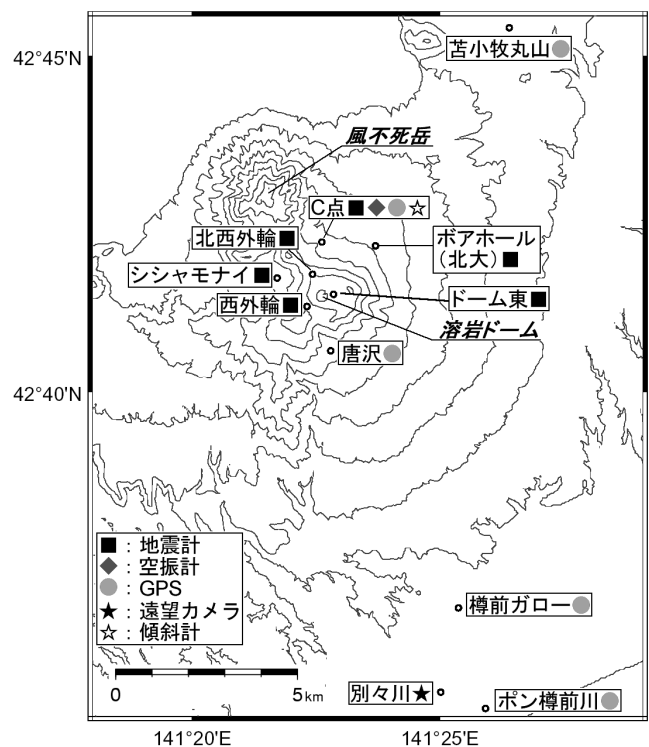 苫小牧丸山
42°45'N
風不死岳
C点
北西外輪
ボアホール
(北大)
シシャモナイ
ドーム東
西外輪
溶岩ドーム
唐沢
42°40'N
■ : 地震計
◆ : 空振計
● : GPS
★ : 遠望カメラ
☆ : 傾斜計
樽前ガロー
0 5km
別々川
ポン樽前川
141°20'E 141°25'E